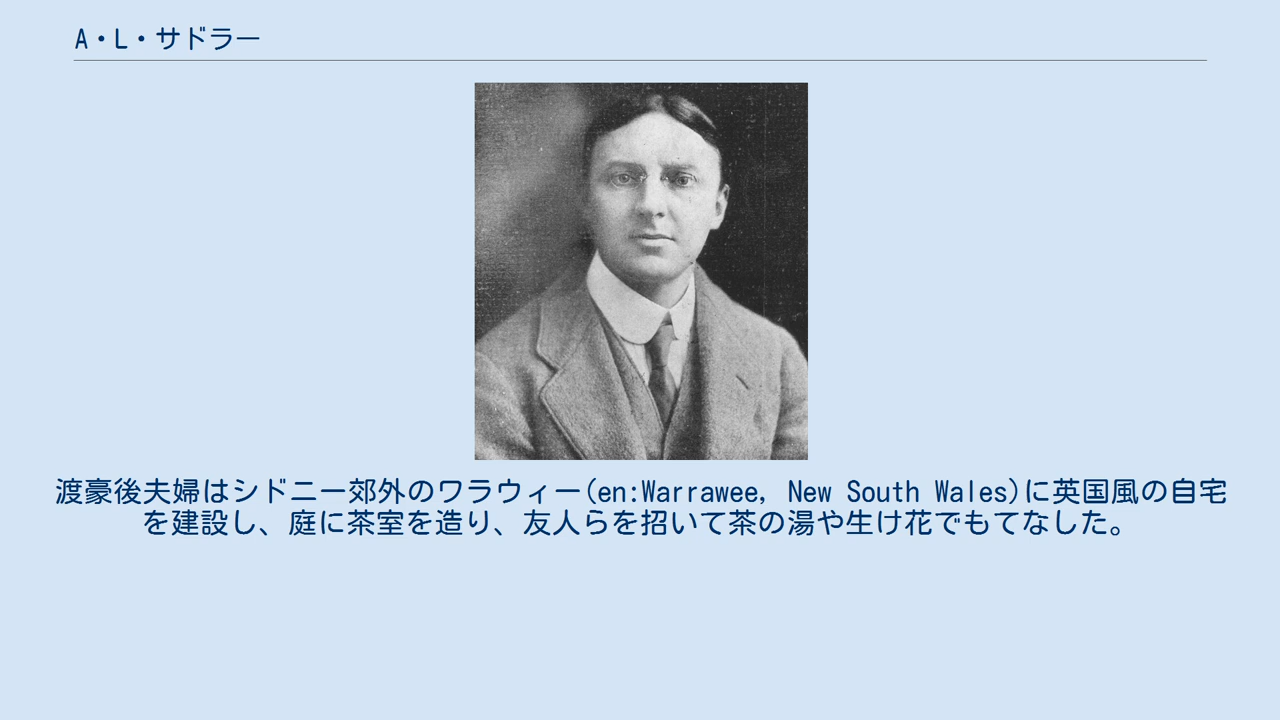 A・L・サドラー
渡豪後夫婦はシドニー郊外のワラウィー(en:Warrawee, New South Wales)に英国風の自宅
を建設し、庭に茶室を造り、友人らを招いて茶の湯や生け花でもてなした。